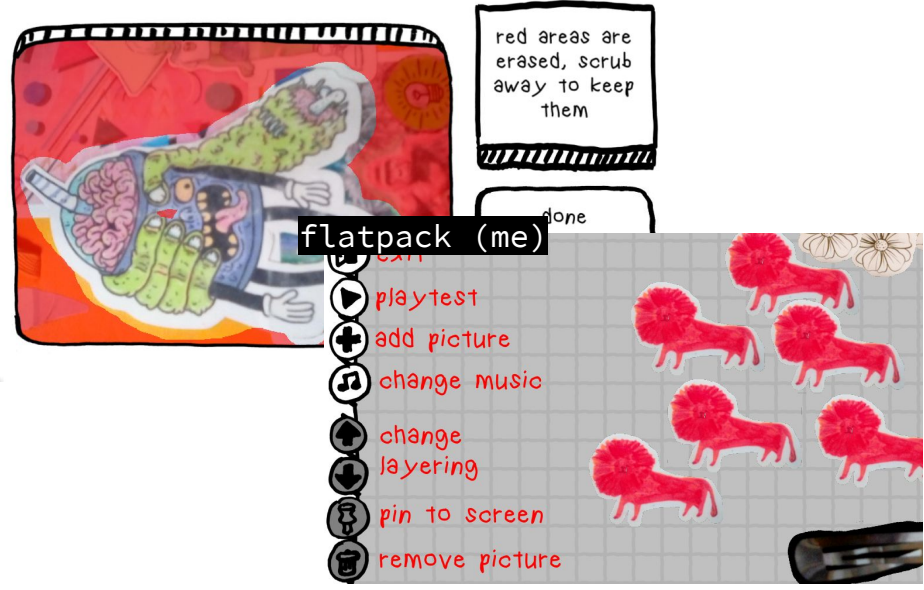 red areas are
erased, scrub
away to keep
them
done
flatpack (me)
exit
playtest
add picture
change music
change
layering
pin to screen
remove picture